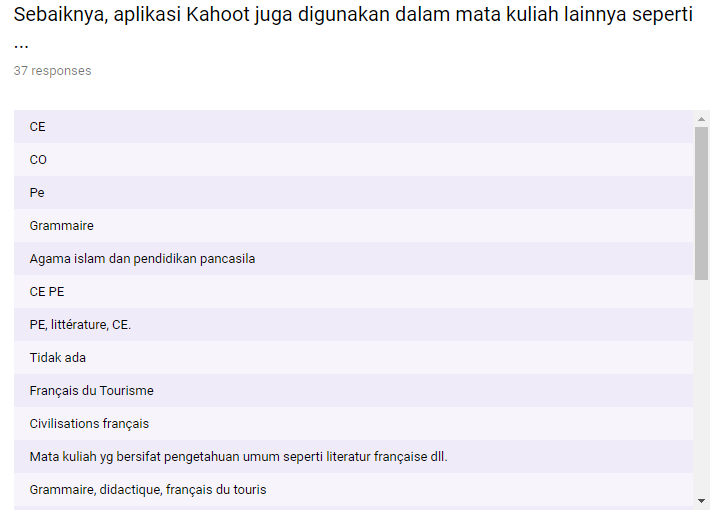 Sebaiknya, aplikasi Kahoot juga digunakan dalam mata kuliah lainnya seperti
...
37 responses
CE
CO
Pe
Grammaire
Agama islam dan pendidikan pancasila
CE PE
PE, littérature, CE.
Tidak ada
Français du Tourisme
Civilisations français
Mata kuliah yg bersifat pengetahuan umum seperti literatur française dll.
Grammaire, didactique, français du touris